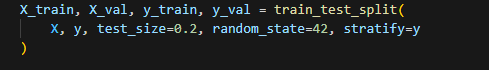 X_train, X_val, y_train, y_val = train_test_split(
    X, y, test_size=0.2, random_state=42, stratify=y
)